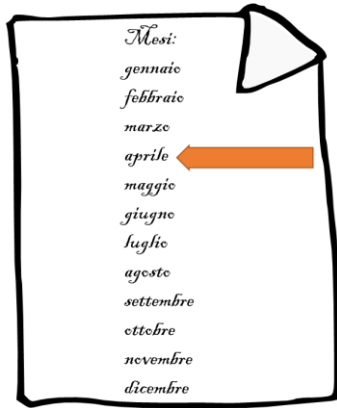 Mesi:
gennaio
febbraio
marzo
aprile
maggio
giugno
luglio
agosto
settembre
ottobre
novembre
dicembre